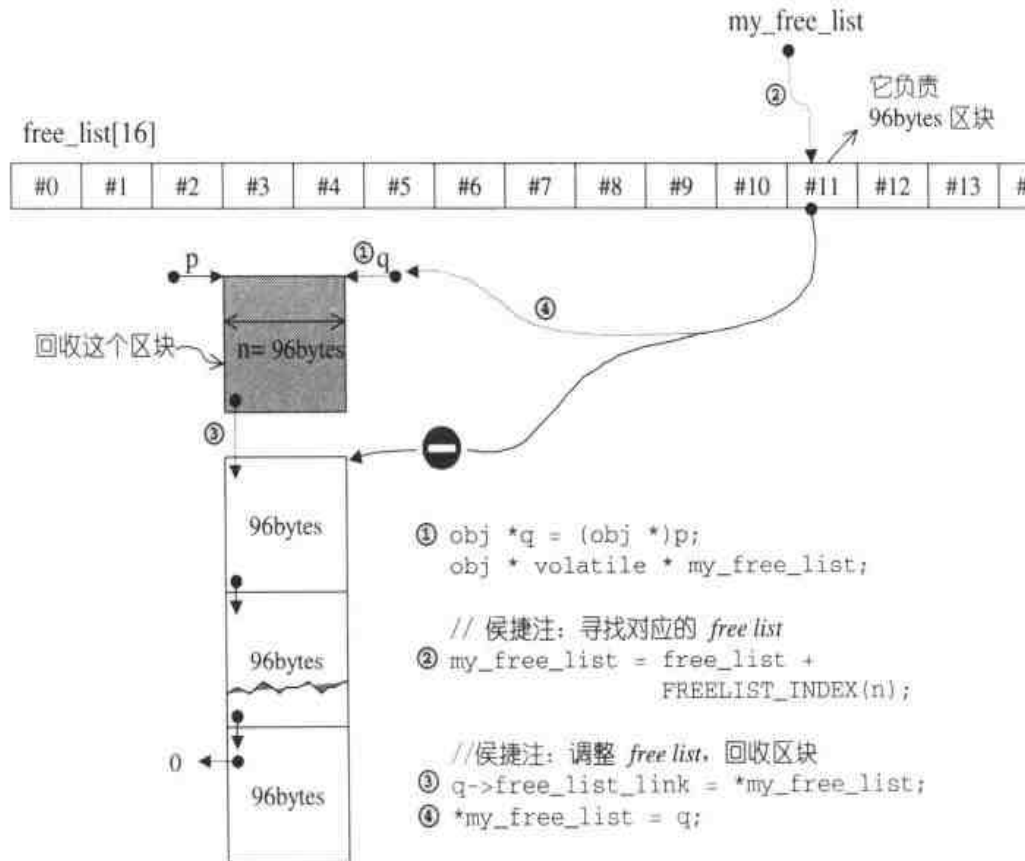 my_free_list
②
它负责
96bytes 区块
free_list[16]
#0 #1 #2 #3 #4 #5 #6 #7 #8 #9 #10 #11 #12 #13 #
p
① q
④
回收这个区块
n= 96bytes
③
96bytes
① obj *q = (obj *)p;
obj * volatile * my_free_list;
// 侯捷注：寻找对应的 free list
96bytes
② my_free_list = free_list +
FREELIST_INDEX(n);
//侯捷注：调整 free list，回收区块
0
③ q->free_list_link = *my_free_list;
96bytes
④ *my_free_list = q;